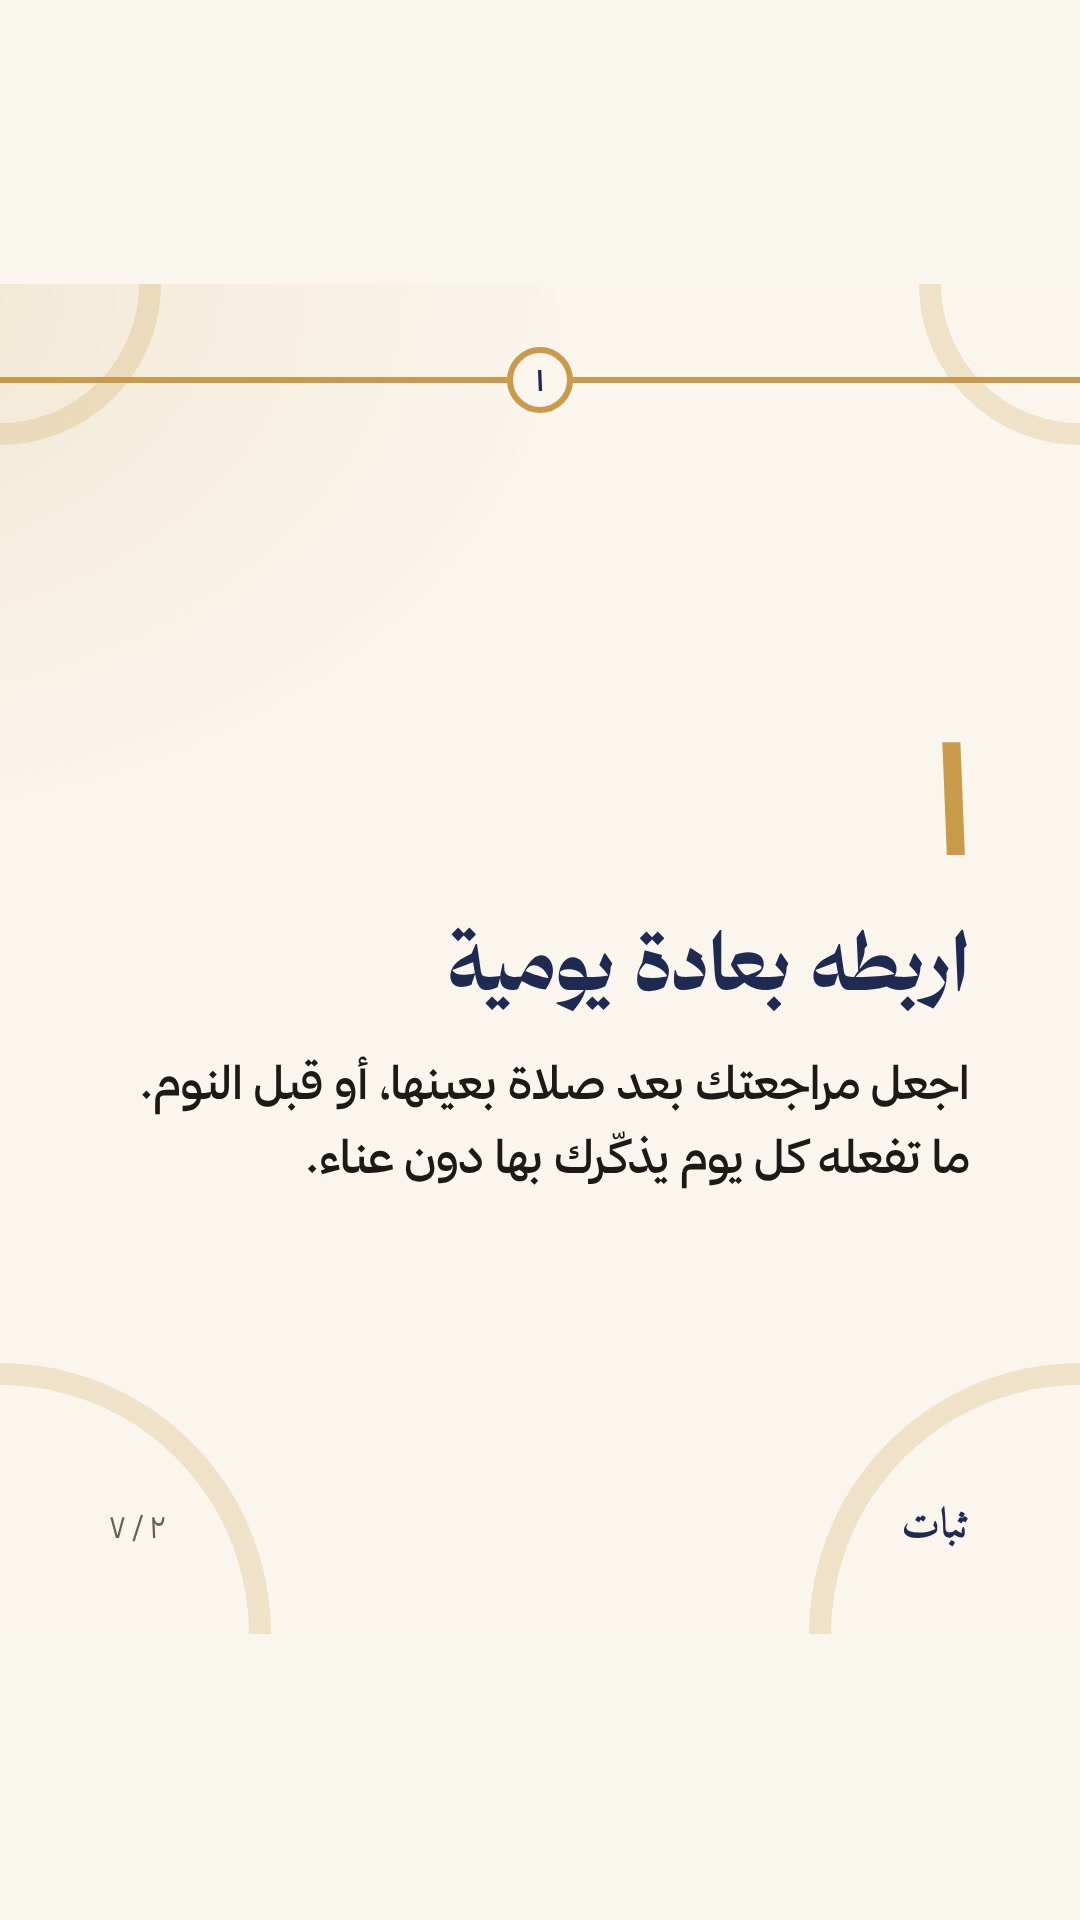 ١
١
اربطه بعادة يومية
اجعل مراجعتك بعد صلاة بعينها، أو قبل النوم.
ما تفعله كل يوم يذكّرك بها دون عناء.
ثبات
٢ / ٧